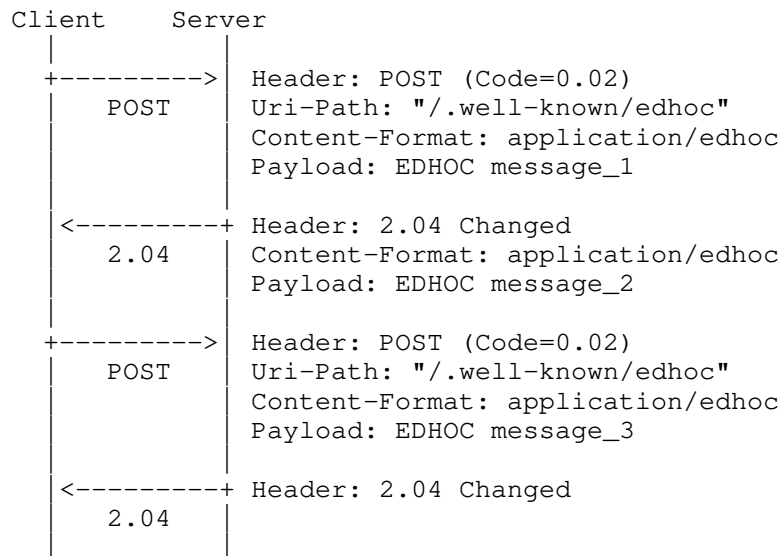 Client    Server
  |          |
  +--------->| Header: POST (Code=0.02)
  |   POST   | Uri-Path: "/.well-known/edhoc"
  |          | Content-Format: application/edhoc
  |          | Payload: EDHOC message_1
  |          |
  |<---------+ Header: 2.04 Changed
  |   2.04   | Content-Format: application/edhoc
  |          | Payload: EDHOC message_2
  |          |
  +--------->| Header: POST (Code=0.02)
  |   POST   | Uri-Path: "/.well-known/edhoc"
  |          | Content-Format: application/edhoc
  |          | Payload: EDHOC message_3
  |          |
  |<---------+ Header: 2.04 Changed
  |   2.04   |
  |          |